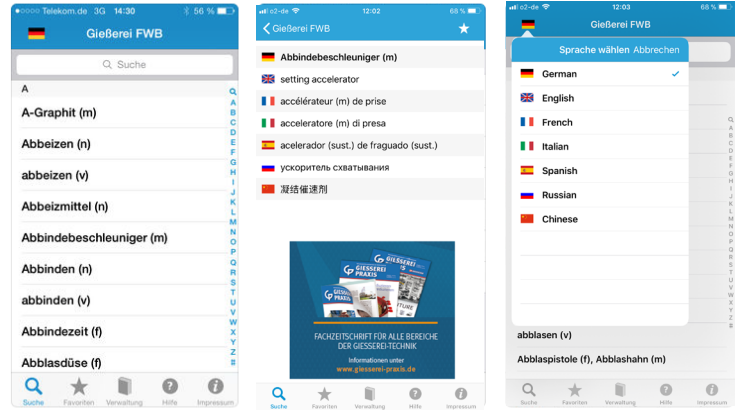 Telekom.de 3G 14:30 56 %
Gießerei FWB
Suche
A
A-Graphit (m)
Abbeizen (n)
abbeizen (v)
Abbeizmittel (n)
Abbindebeschleuniger (m)
Abbinden (n)
abbinden (v)
Abbindezeit (f)
Abblasdüse (f)
A
B
C
D
E
F
G
H
I
J
K
L
M
N
O
P
Q
R
S
T
U
V
W
X
Y
Z
#
Suche Favoriten Verwaltung Hilfe Impressum
o2-de 12:02 68 %
Gießerei FWB
Abbindebeschleuniger (m)
setting accelerator
accélérateur (m) de prise
acceleratore (m) di presa
acelerador (sust.) de fraguado (sust.)
ускоритель схватывания
凝结催速剂
GIESSEREI
PRAXIS
FACHZEITSCHRIFT FÜR ALLE BEREICHE
DER GIESSEREI-TECHNIK
Informationen unter
www.giesserei-praxis.de
Suche Favoriten Verwaltung Hilfe Impressum
o2-de 12:03 68 %
Gießerei FWB
Sprache wählen Abbrechen
German
English
French
Italian
Spanish
Russian
Chinese
abblasen (v)
Abblaspistole (f), Abblashahn (m)
A
B
C
D
E
F
G
H
I
J
K
L
M
N
O
P
Q
R
S
T
U
V
W
X
Y
Z
#
Suche Favoriten Verwaltung Hilfe Impressum